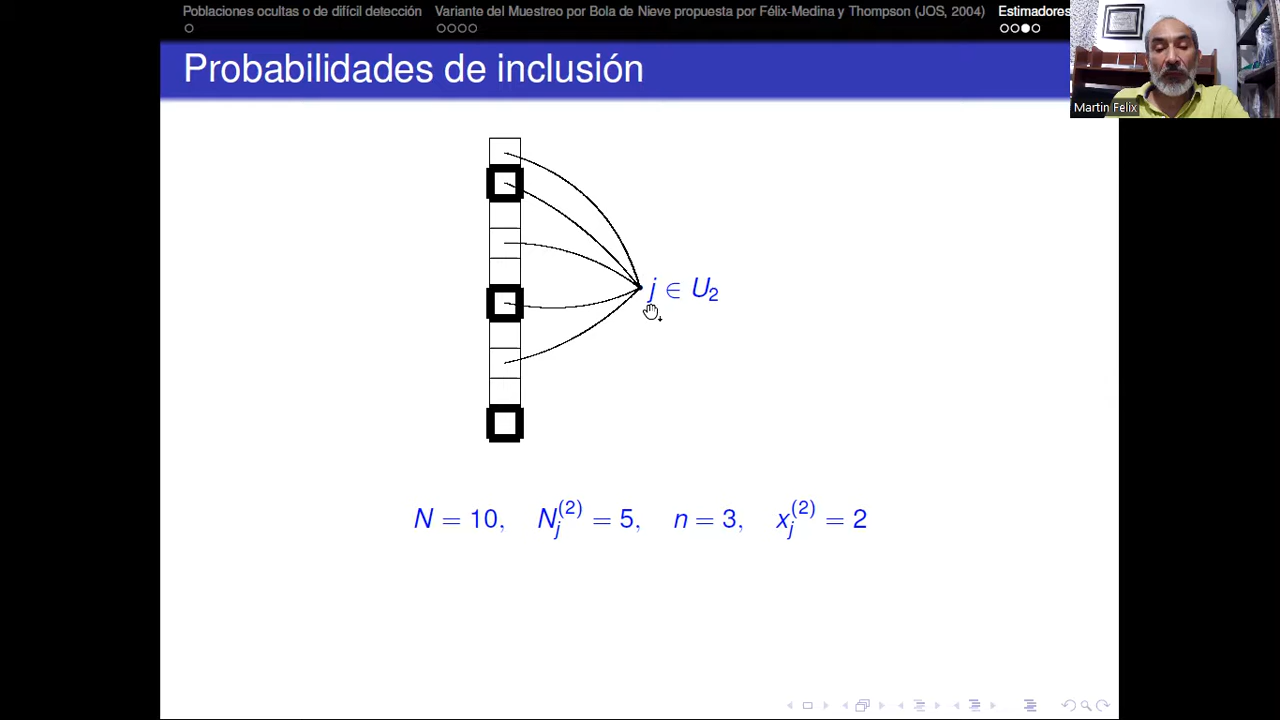 Poblaciones ocultas o de difícil detección Variante del Muestreo por Bola de Nieve propuesta por Félix-Medina y Thompson (JOS, 2004) Estimadores
Probabilidades de inclusión
Martin Felix
j ∈ U₂
N = 10, N_j^{(2)} = 5, n = 3, x_j^{(2)} = 2